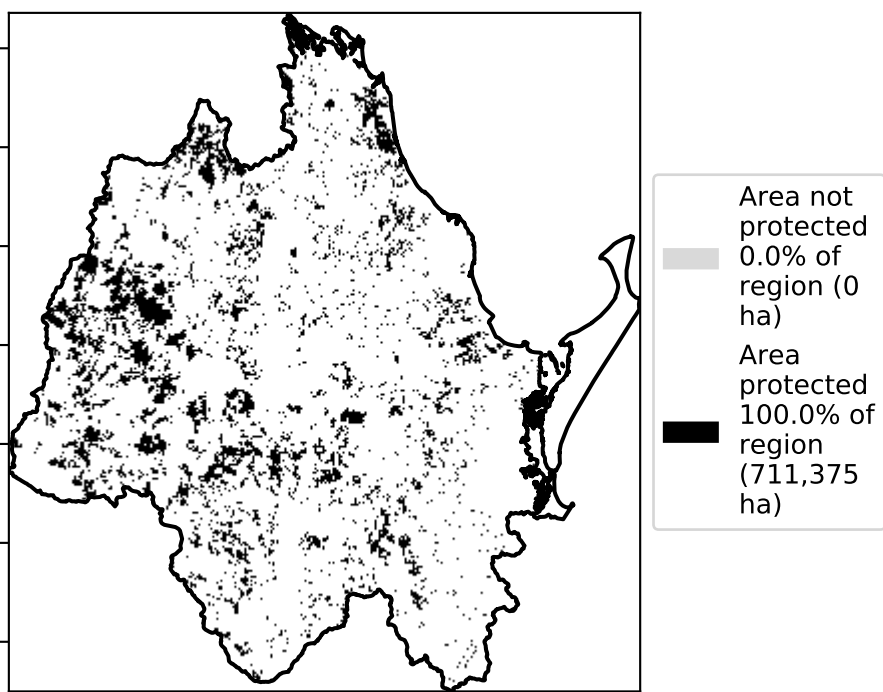 Area not
protected
0.0% of
region (0
ha)
Area
protected
100.0% of
region
(711,375
ha)